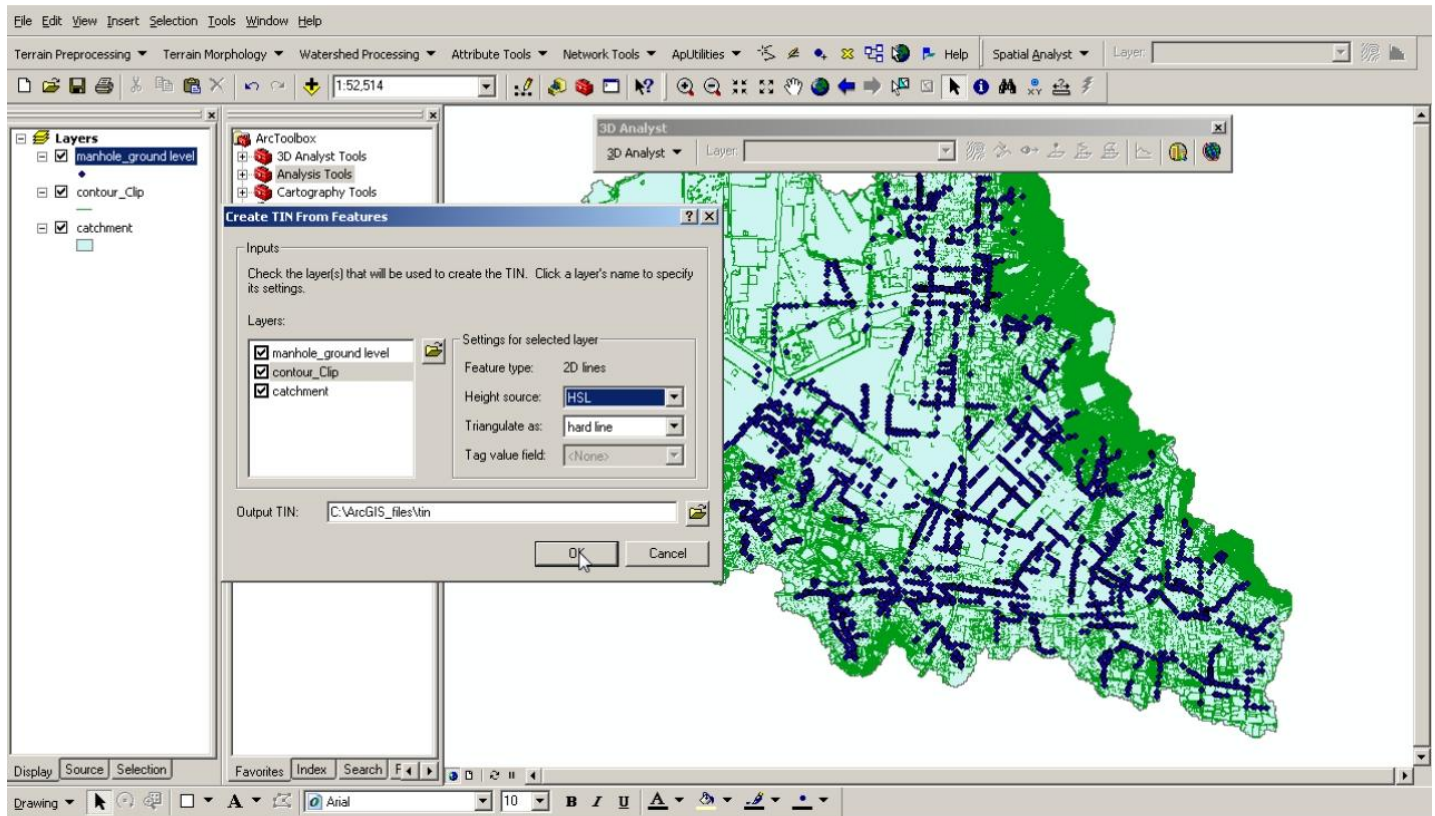 File Edit View Insert Selection Tools Window Help
Terrain Preprocessing Terrain Morphology Watershed Processing Attribute Tools Network Tools ApUtilities Help Spatial Analyst Layer:
1:52,514
Layers
manhole_ground level
contour_Clip
catchment
ArcToolbox
3D Analyst Tools
Analysis Tools
Cartography Tools
3D Analyst
3D Analyst Layer:
Create TIN From Features
Inputs
Check the layer(s) that will be used to create the TIN. Click a layer's name to specify
its settings.
Layers:
manhole_ground level
contour_Clip
catchment
Settings for selected layer
Feature type: 2D lines
Height source: HSL
Triangulate as: hard line
Tag value field: <None>
Output TIN: C:\ArcGIS_files\tin
OK Cancel
Display Source Selection
Favorites Index Search
Drawing A Arial 10 B I U A